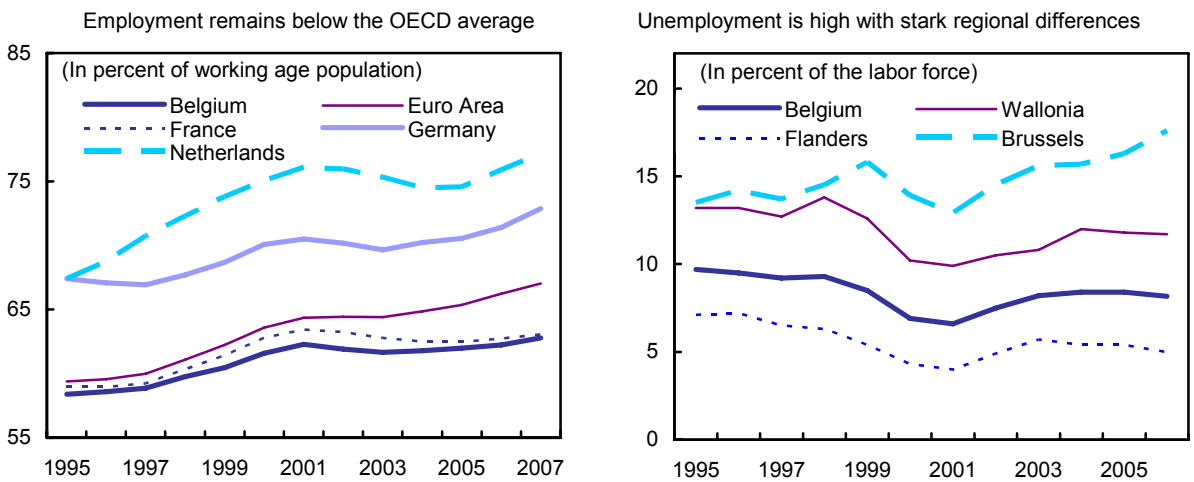 Employment remains below the OECD average
85
(In percent of working age population)
Belgium
Euro Area
France
Germany
Netherlands
75
65
55
1995 1997 1999 2001 2003 2005 2007
Unemployment is high with stark regional differences
20
(In percent of the labor force)
Belgium
Wallonia
Flanders
Brussels
15
10
5
0
1995 1997 1999 2001 2003 2005